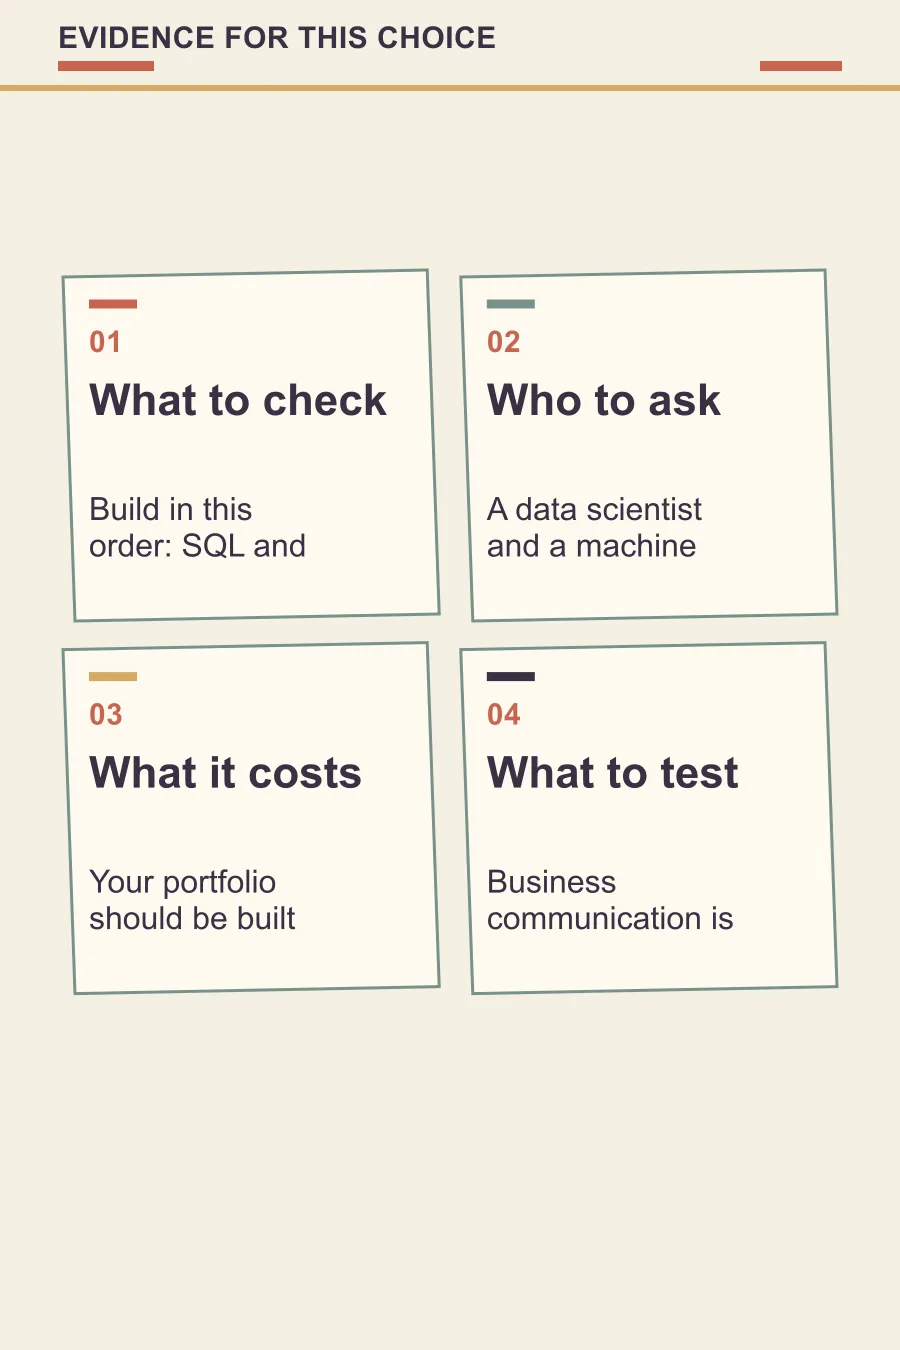 EVIDENCE FOR THIS CHOICE
01
What to check
Build in this
order: SQL and
02
Who to ask
A data scientist
and a machine
03
What it costs
Your portfolio
should be built
04
What to test
Business
communication is